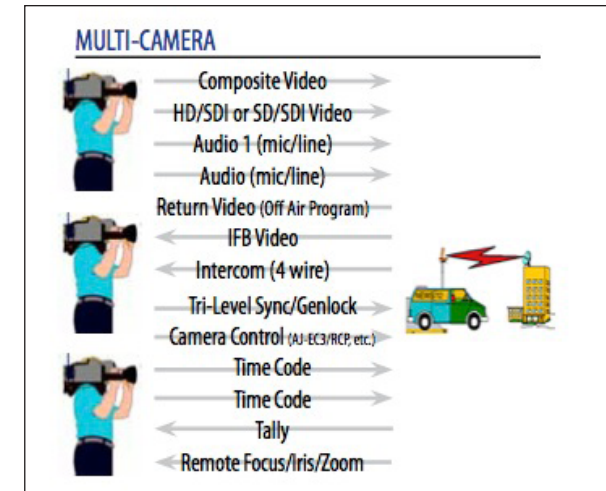 MULTI-CAMERA
Composite Video
HD/SDI or SD/SDI Video
Audio 1 (mic/line)
Audio (mic/line)
Return Video (Off Air Program)
IFB Video
Intercom (4 wire)
Tri-Level Sync/Genlock
Camera Control (AJ-EC3/RCP, etc.)
Time Code
Time Code
Tally
Remote Focus/Iris/Zoom